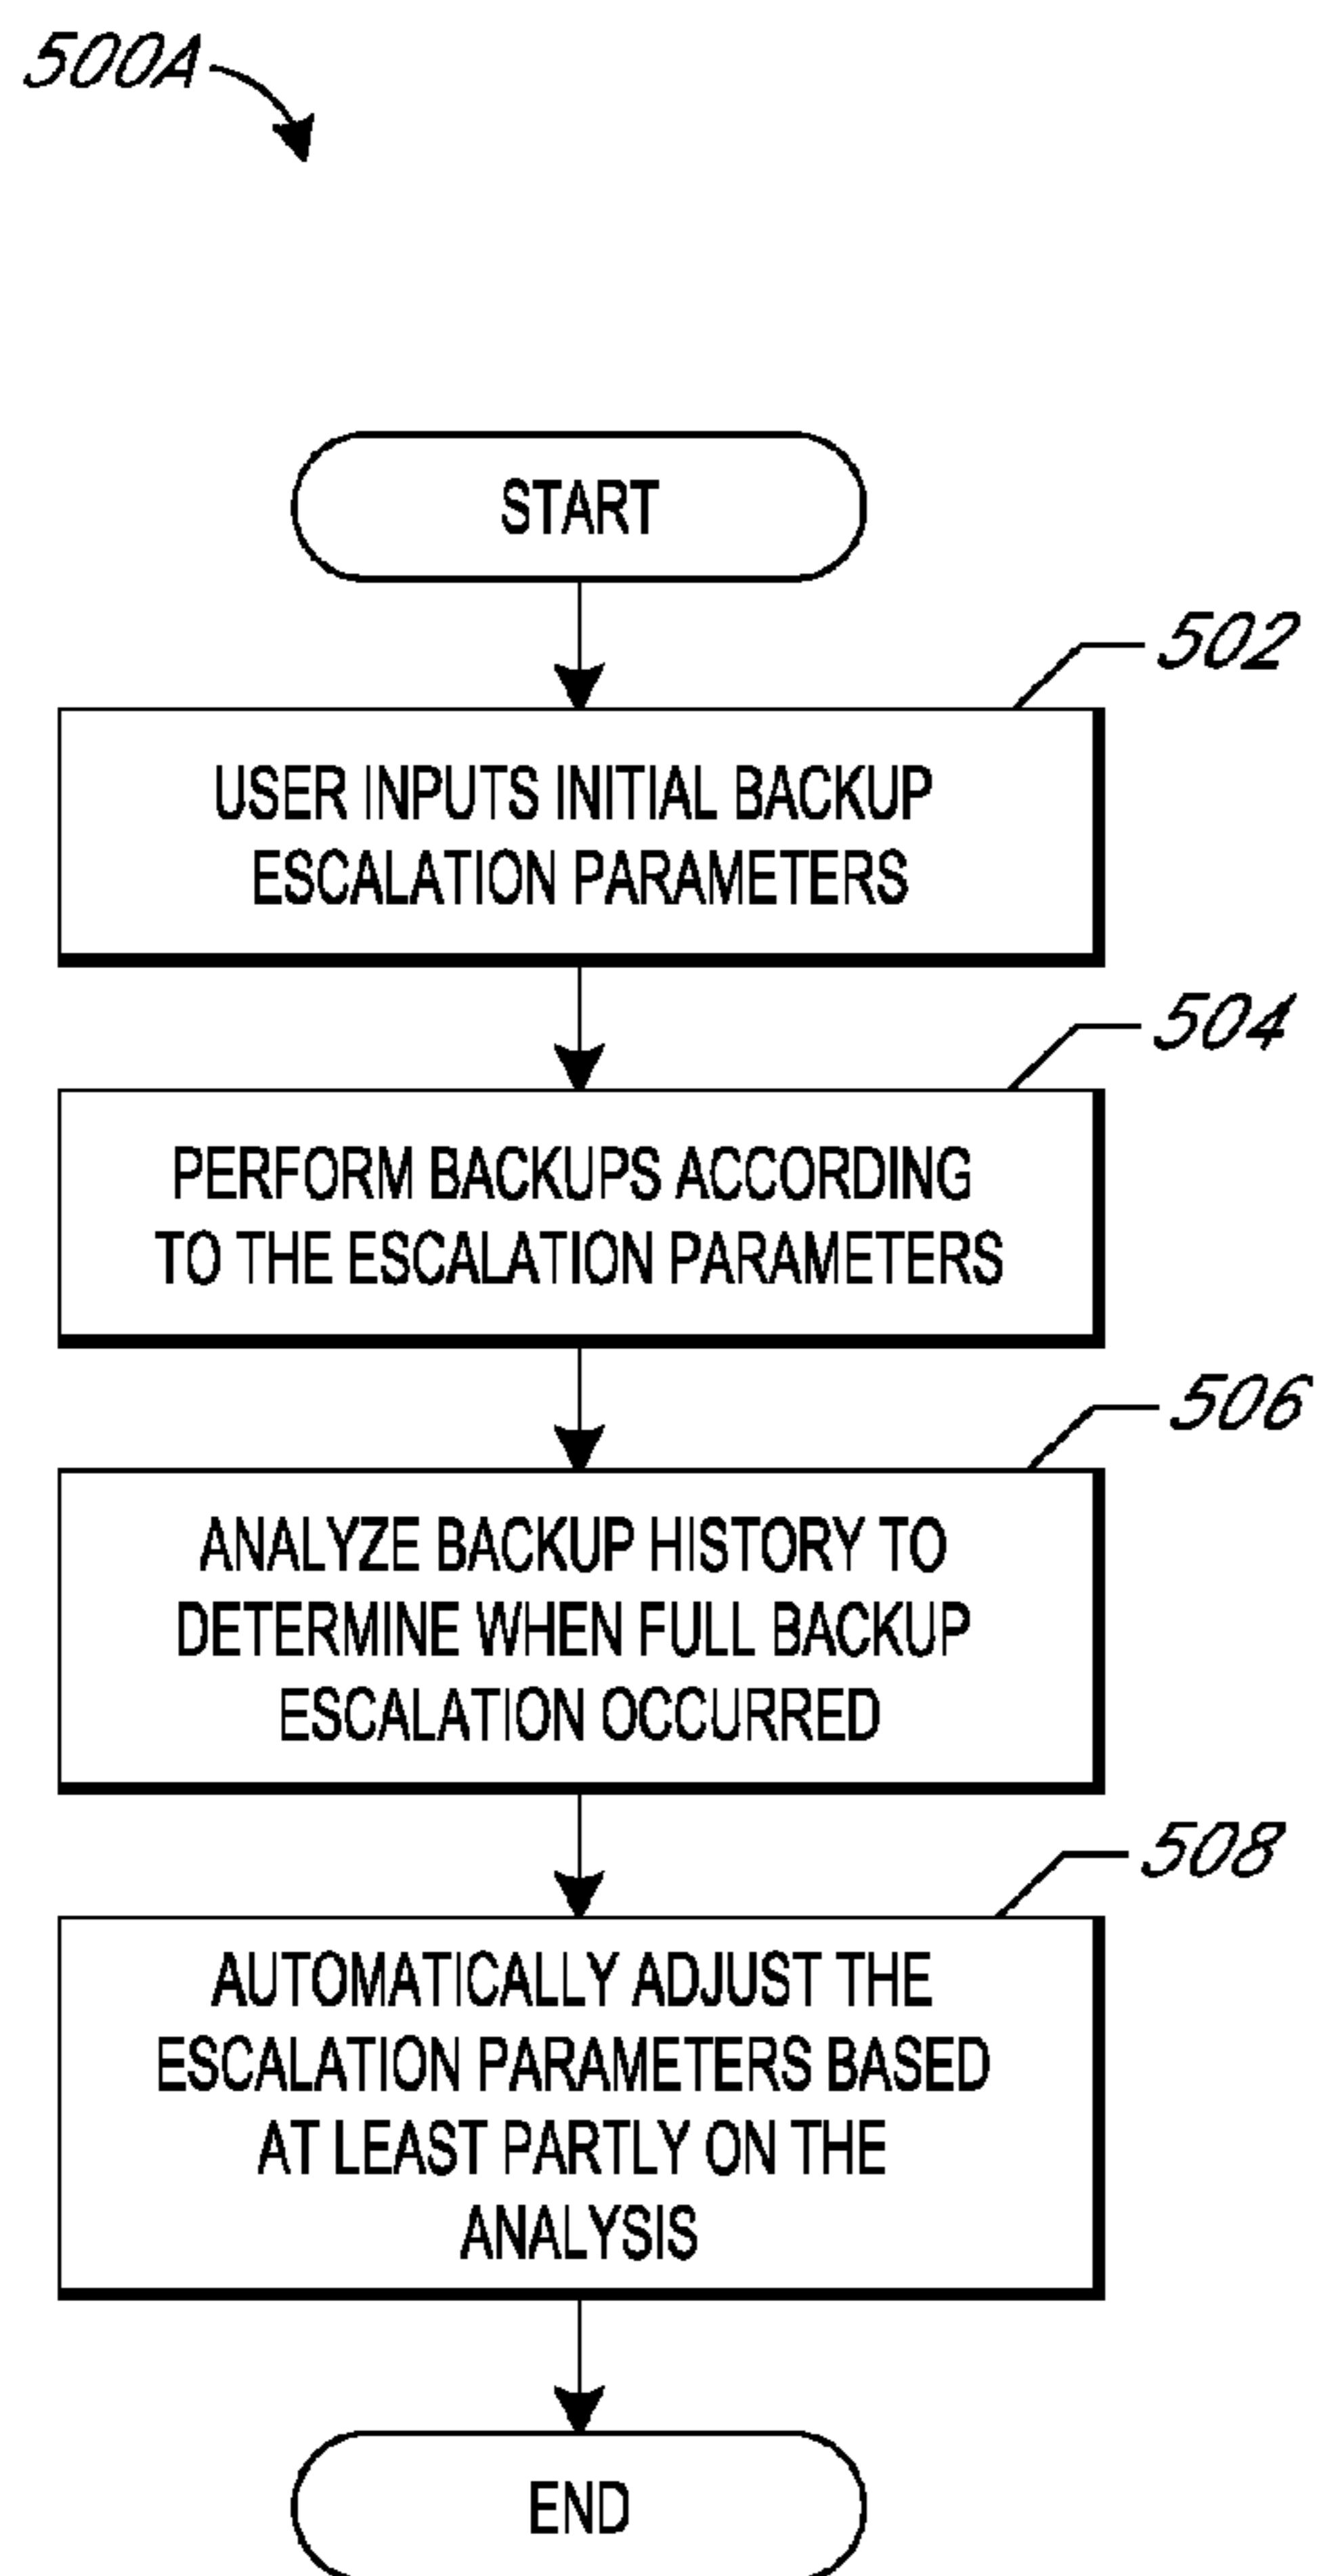 500A
START
502
USER INPUTS INITIAL BACKUP
ESCALATION PARAMETERS
504
PERFORM BACKUPS ACCORDING
TO THE ESCALATION PARAMETERS
506
ANALYZE BACKUP HISTORY TO
DETERMINE WHEN FULL BACKUP
ESCALATION OCCURRED
508
AUTOMATICALLY ADJUST THE
ESCALATION PARAMETERS BASED
AT LEAST PARTLY ON THE
ANALYSIS
END